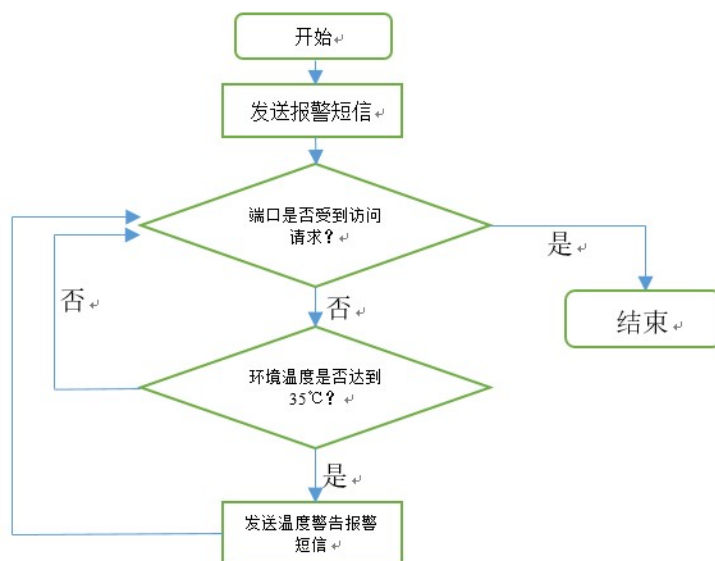 开始
发送报警短信
端口是否受到访问
请求？
是
否
否
结束
环境温度是否达到
35℃？
是
发送温度警告报警
短信